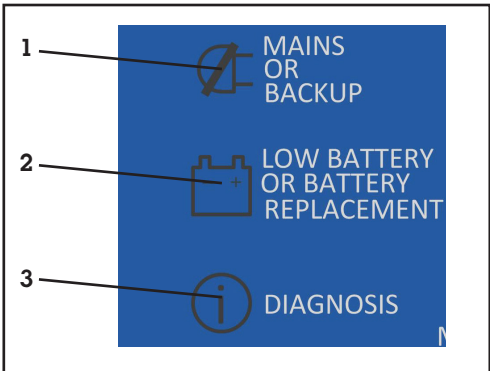 1
MAINS
OR
BACKUP
2
LOW BATTERY
OR BATTERY
REPLACEMENT
+
3
i
DIAGNOSIS